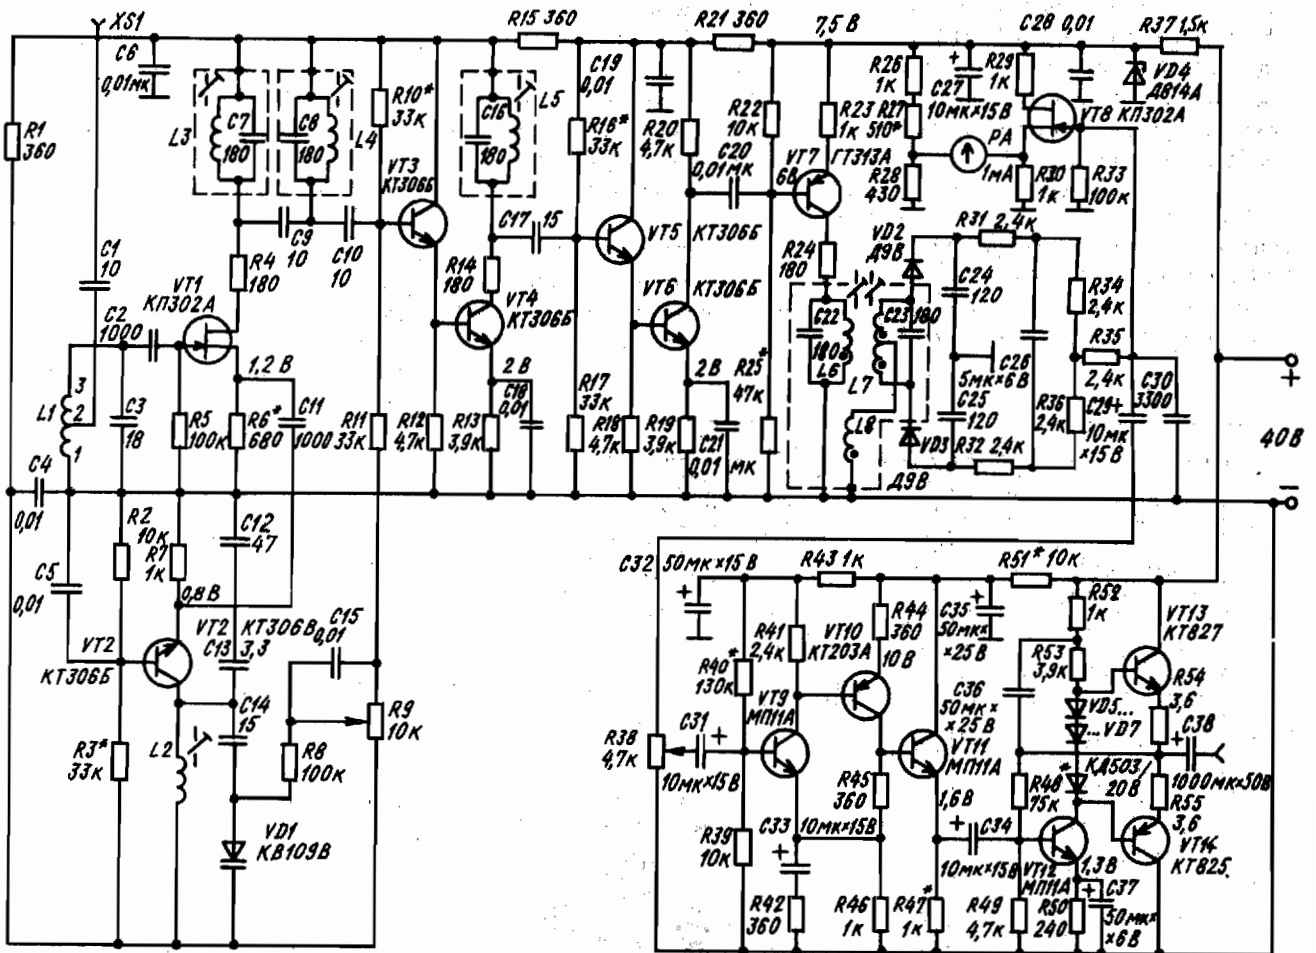 XS1
R15 360
R21 360
7,5 В
C28 0,01
R37 1,5к
C6
0,01мк
R1
360
L3
C7
180
C8
180
L4
R10*
33к
C16
180
L5
C19
0,01
R16*
33к
R20
4,7к
R22
10к
R23
1к
R26
1к
C27
10мк×15В
R27
510*
R28
430
R29
1к
VT8 КП302А
VD4
Д814А
PA
1мА
R30
1к
R33
100к
VT3
КТ306Б
C20
0,01мк
VT7
6В
ГТ313А
C1
10
VT1
КП302А
R4
180
C9
10
C10
10
C17
15
R14
180
VT4
КТ306Б
VT5
КТ306Б
VT6
КТ306Б
R24
180
VD2
Д9В
R31 2,4к
C24
120
R34
2,4к
R35
2,4к
C2
1000
C22
180
L6
C23 180
L7
L8
C26
5мк×6В
C25
120
R36
2,4к
C29+
10мк
×15В
C30
3300
+
40В
−
L1
3
2
1
C3
18
R5
100к
1,2 В
R6*
680
C11
1000
R11
33к
R12
4,7к
R13
3,9к
2 В
C18
0,01
R17
33к
R18
4,7к
R19
3,9к
2 В
C21
0,01 мк
R25*
47к
VD3
Д9В
R32 2,4к
C4
0,01
C5
0,01
R2
10к
R7
1к
C12
47
0,8 В
VT2
КТ306Б
VT2
КТ306В
C13
3,3
C15
0,01
C14
15
L2
R3*
33к
R8
100к
R9
10к
VD1
КВ109В
C32 50мк×15В
R43 1к
R51* 10к
R41
2,4к
R40*
130к
VT10
КТ203А
R44
360
10В
C35
50мк×
×25В
R52
1к
R53
3,9к
VT13
КТ827
R54
3,6
C36
50мк×
×25В
VD5...
...VD7
КД503
20В
C38
1000мк×50В
R38
4,7к
C31
10мк×15В
VT9
МП11А
VT11
МП11А
1,6В
R45
360
R48
75к
R55
3,6
VT14
КТ825
R39
10к
C33
10мк×15В
C34
10мк×15В
VT12
МП11А
1,3В
C37
50мк×
×6В
R42
360
R46
1к
R47*
1к
R49
4,7к
R50
240